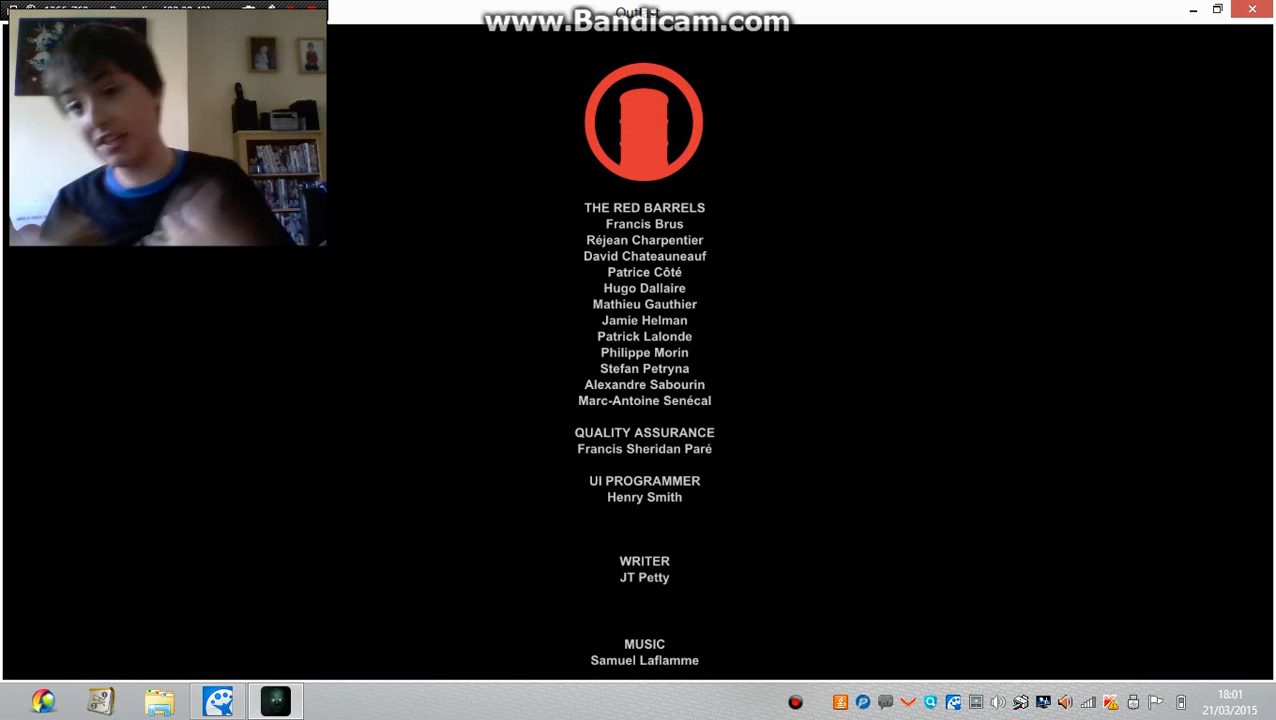 www.Bandicam.com
THE RED BARRELS
Francis Brus
Réjean Charpentier
David Chateauneuf
Patrice Côté
Hugo Dallaire
Mathieu Gauthier
Jamie Helman
Patrick Lalonde
Philippe Morin
Stefan Petryna
Alexandre Sabourin
Marc-Antoine Senécal
QUALITY ASSURANCE
Francis Sheridan Paré
UI PROGRAMMER
Henry Smith
WRITER
JT Petty
MUSIC
Samuel Laflamme
18:01
21/03/2015